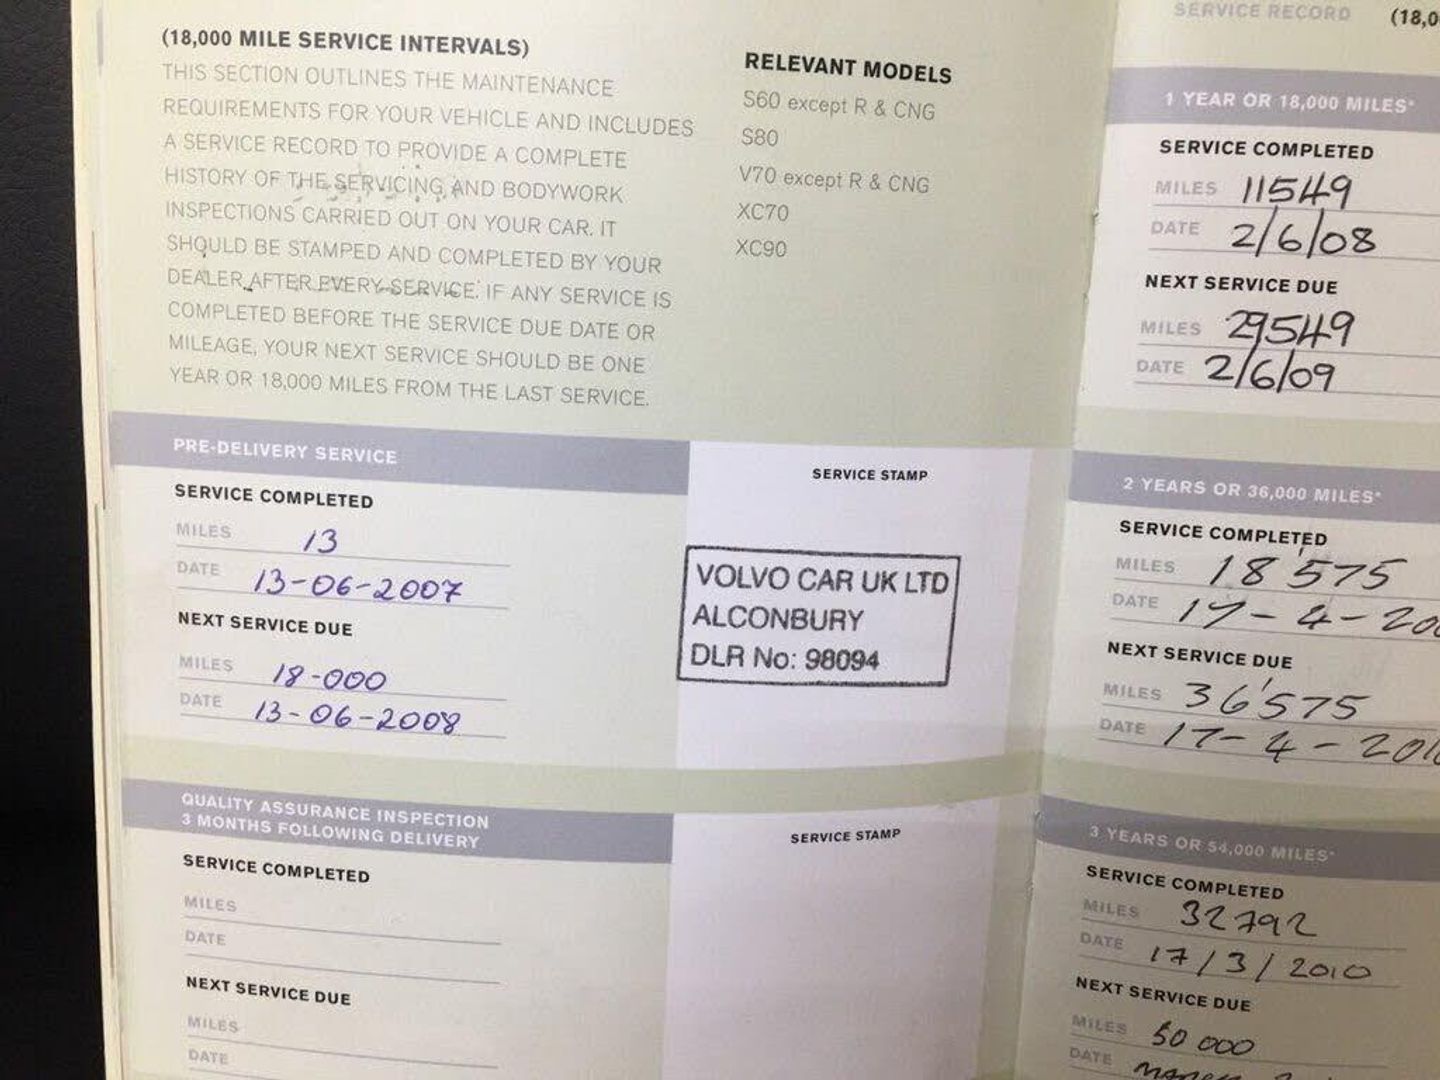 (18,000 MILE SERVICE INTERVALS)
THIS SECTION OUTLINES THE MAINTENANCE
REQUIREMENTS FOR YOUR VEHICLE AND INCLUDES
A SERVICE RECORD TO PROVIDE A COMPLETE
HISTORY OF THE SERVICING AND BODYWORK
INSPECTIONS CARRIED OUT ON YOUR CAR. IT
SHOULD BE STAMPED AND COMPLETED BY YOUR
DEALER AFTER EVERY SERVICE. IF ANY SERVICE IS
COMPLETED BEFORE THE SERVICE DUE DATE OR
MILEAGE, YOUR NEXT SERVICE SHOULD BE ONE
YEAR OR 18,000 MILES FROM THE LAST SERVICE.
RELEVANT MODELS
S60 except R & CNG
S80
V70 except R & CNG
XC70
XC90
PRE-DELIVERY SERVICE
SERVICE COMPLETED
MILES 13
DATE 13-06-2007
NEXT SERVICE DUE
MILES 18-000
DATE 13-06-2008
SERVICE STAMP
VOLVO CAR UK LTD
ALCONBURY
DLR No: 98094
QUALITY ASSURANCE INSPECTION
3 MONTHS FOLLOWING DELIVERY
SERVICE COMPLETED
MILES
DATE
NEXT SERVICE DUE
MILES
DATE
SERVICE STAMP
SERVICE RECORD (18,0
1 YEAR OR 18,000 MILES*
SERVICE COMPLETED
MILES 11549
DATE 2/6/08
NEXT SERVICE DUE
MILES 29549
DATE 2/6/09
2 YEARS OR 36,000 MILES*
SERVICE COMPLETED
MILES 18'575
DATE 17-4-200
NEXT SERVICE DUE
MILES 36'575
DATE 17-4-201
3 YEARS OR 54,000 MILES*
SERVICE COMPLETED
MILES 32792
DATE 17/3/2010
NEXT SERVICE DUE
MILES 50 000
DATE